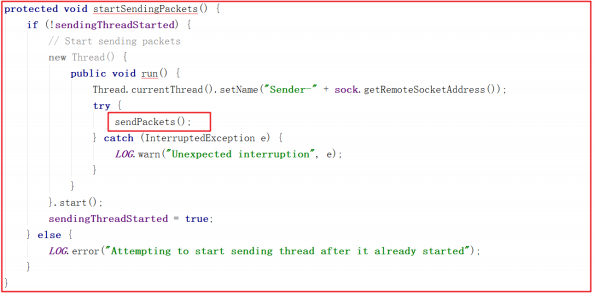 protected void startSendingPackets() {
    if (!sendingThreadStarted) {
        // Start sending packets
        new Thread() {
            public void run() {
                Thread.currentThread().setName("Sender-" + sock.getRemoteSocketAddress());
                try {
                    sendPackets();
                } catch (InterruptedException e) {
                    LOG.warn("Unexpected interruption", e);
                }
            }
        }.start();
        sendingThreadStarted = true;
    } else {
        LOG.error("Attempting to start sending thread after it already started");
    }
}